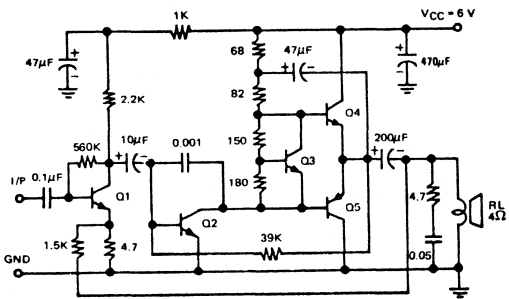 1K
V_CC = 6 V
68
47µF
47µF
470µF
82
2.2K
Q4
10µF
0.001
150
200µF
560K
Q3
I/P
0.1µF
Q1
180
4.7
RL
4Ω
Q2
Q5
1.5K
4.7
39K
0.05
GND